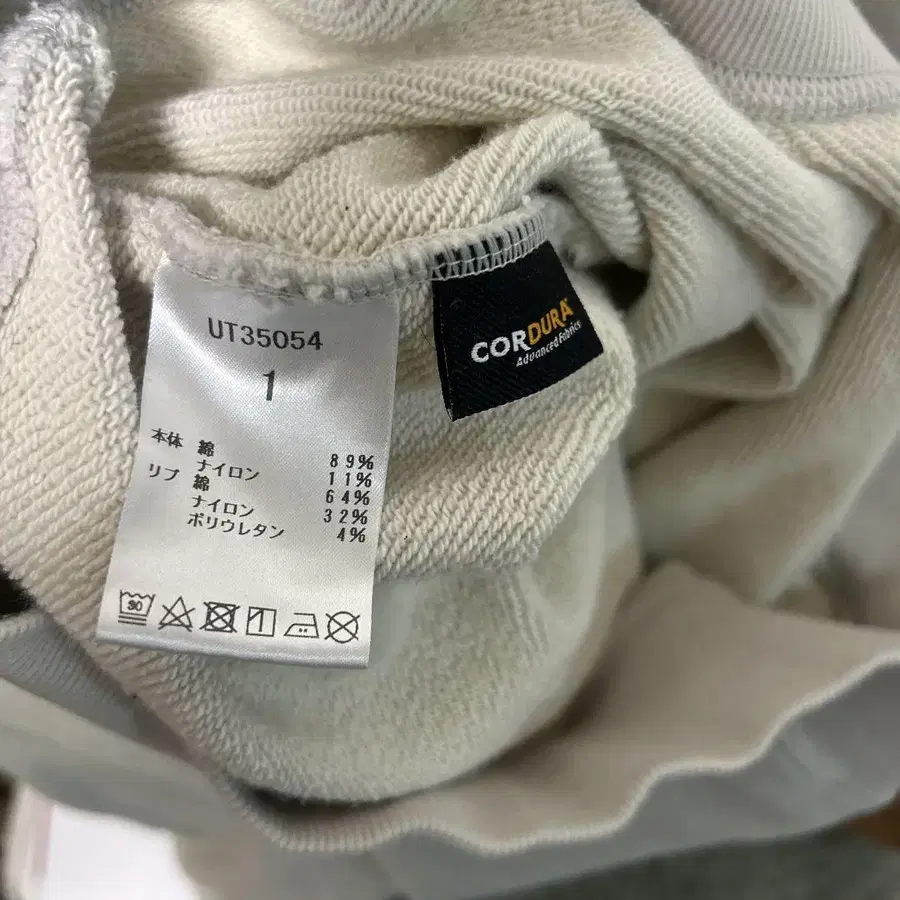 UT35054
1
本体 綿 89%
ナイロン 11%
リブ 綿 64%
ナイロン 32%
ポリウレタン 4%
30
CORDURA
Advanced Fabrics